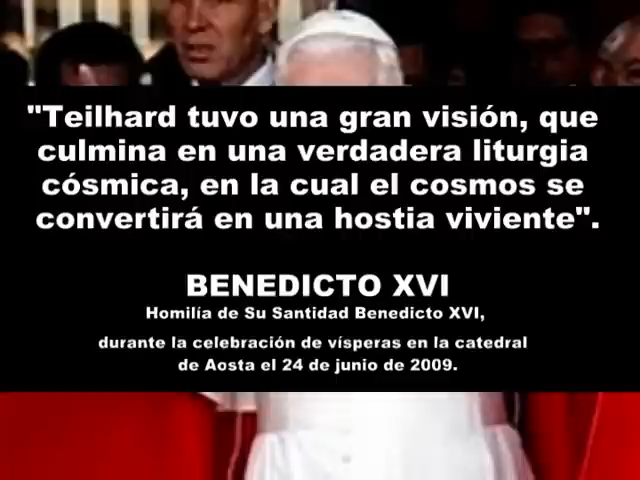 "Teilhard tuvo una gran visión, que
culmina en una verdadera liturgia
cósmica, en la cual el cosmos se
convertirá en una hostia viviente".
BENEDICTO XVI
Homilía de Su Santidad Benedicto XVI,
durante la celebración de vísperas en la catedral
de Aosta el 24 de junio de 2009.